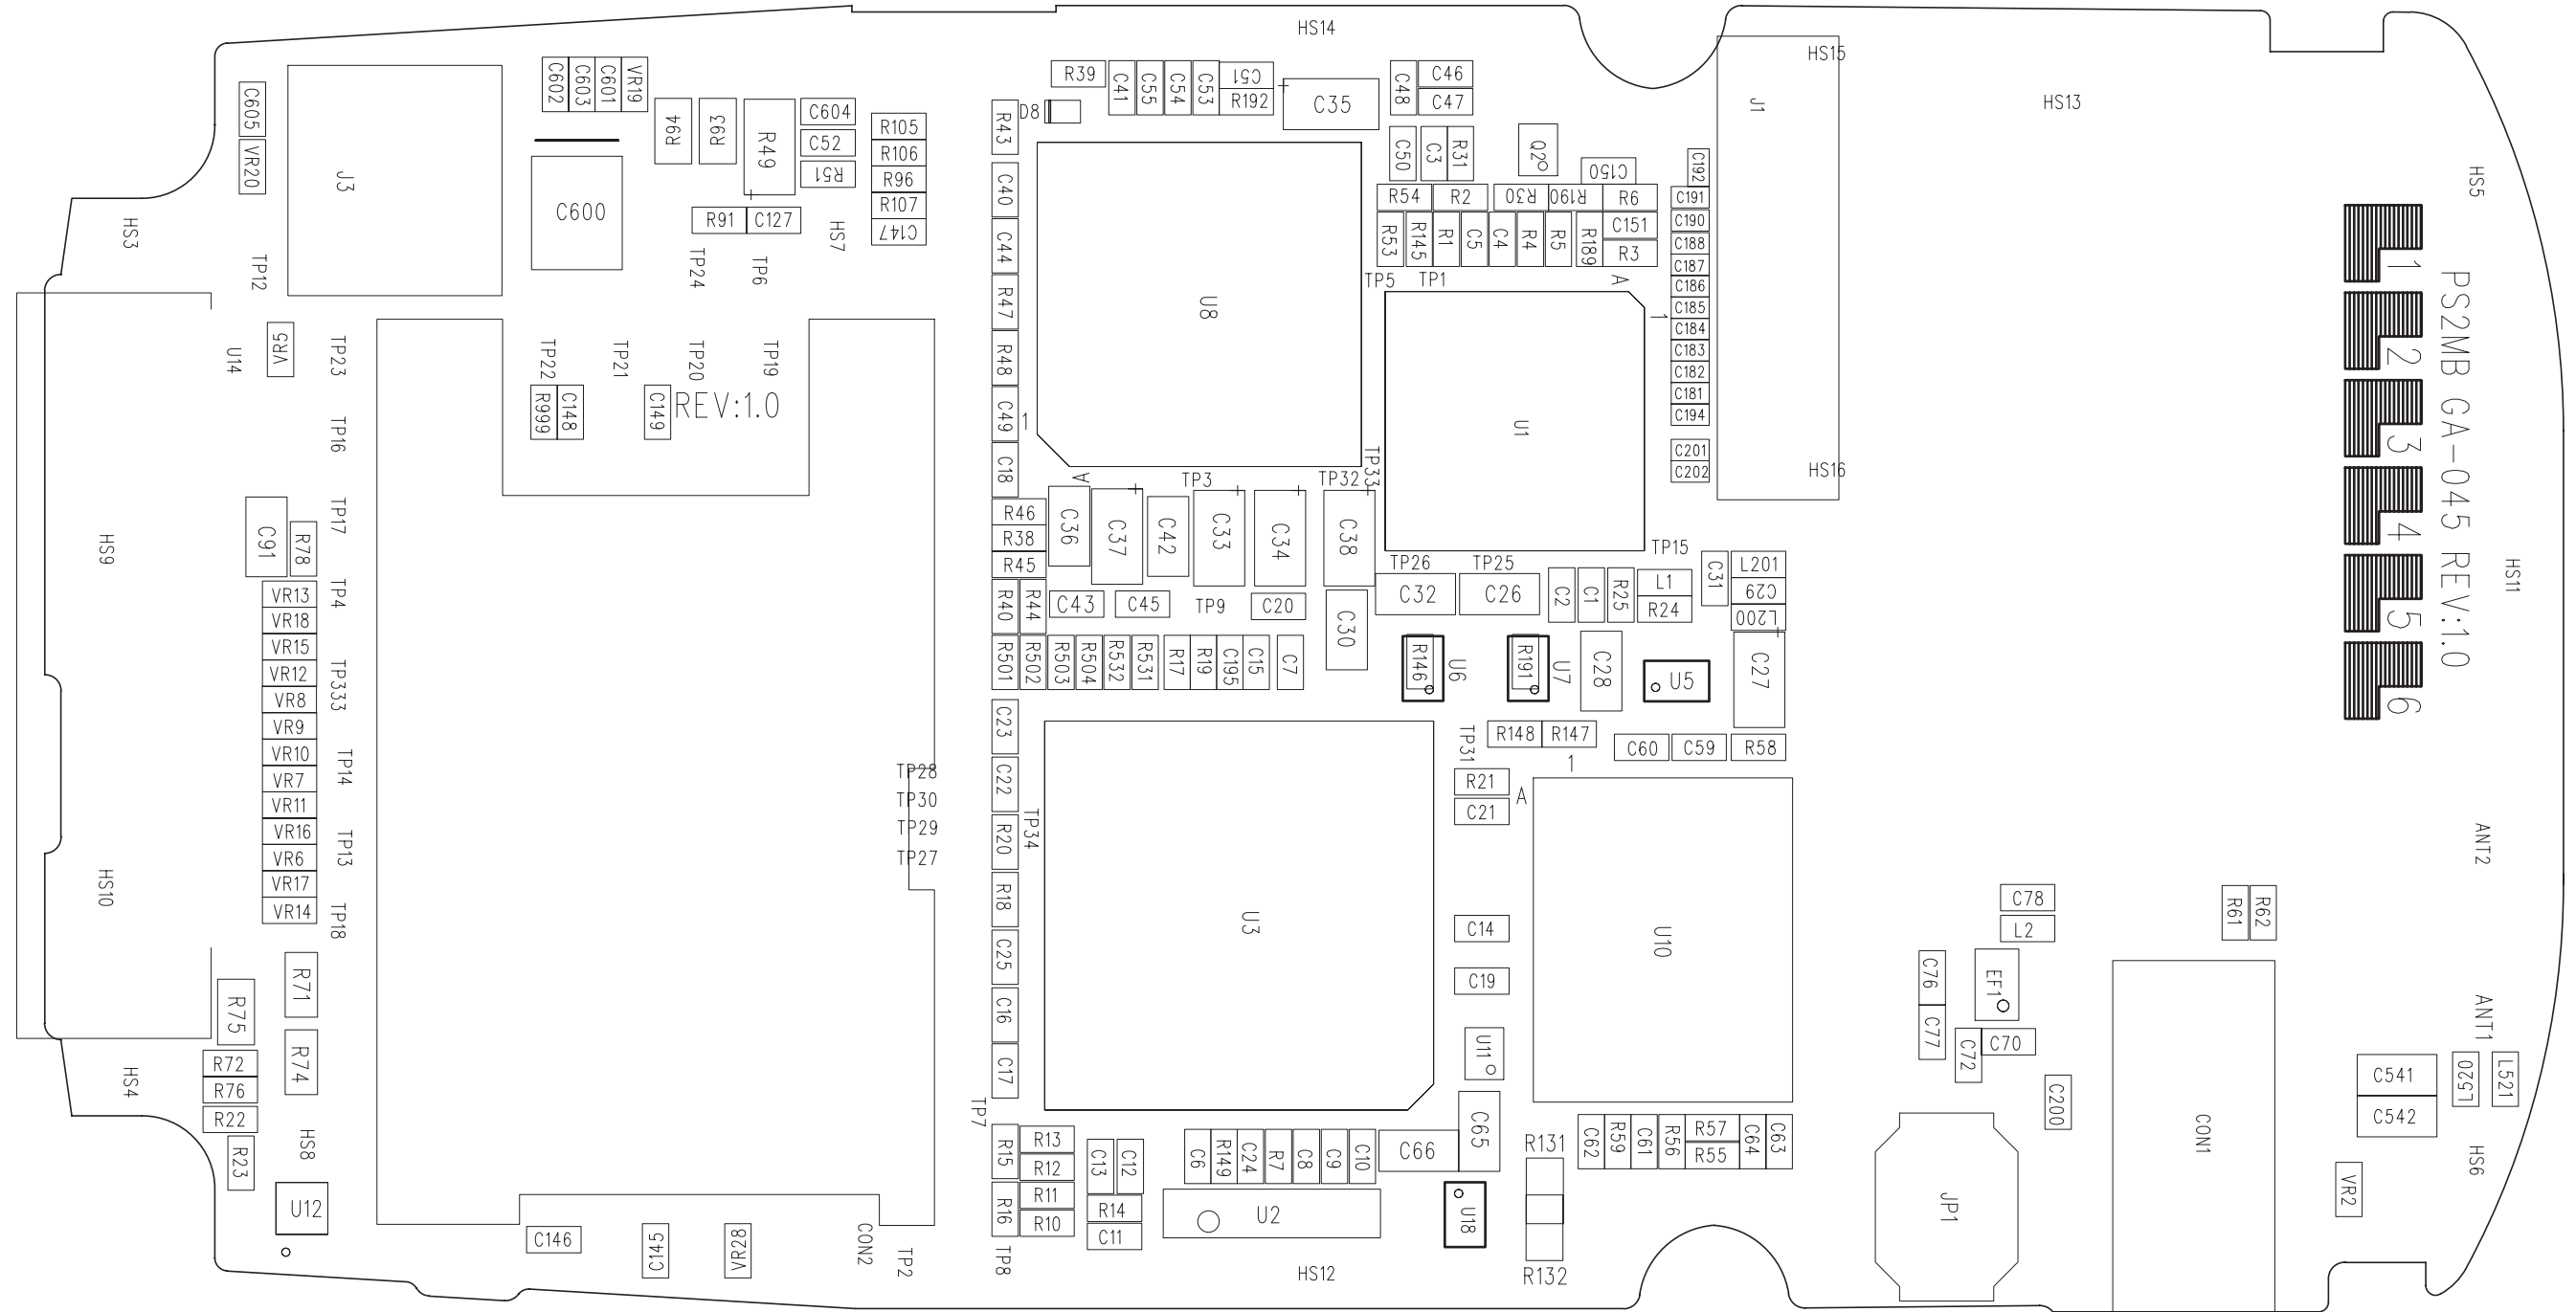 HS14
HS15
HS13
HS5
HS3
HS7
HS9
HS10
HS4
HS8
HS12
HS16
HS11
HS6
C605
VR20
J3
C602
C603
C601
VR19
C600
R94
R93
R49
C604
C52
R51
R105
R106
R96
R107
C147
R91
C127
TP12
TP24
TP6
U14
VR5
TP23
TP22
TP21
TP20
TP19
R999
C148
C149
REV:1.0
TP16
TP17
C91
R78
TP4
VR13
VR18
VR15
VR12
VR8
VR9
VR10
VR7
VR11
VR16
VR6
VR17
VR14
TP333
TP14
TP13
TP18
R71
R75
R74
R72
R76
R22
R23
U12
C146
C145
VR28
CON2
TP2
TP8
TP28
TP30
TP29
TP27
R43
D8
R39
C41
C55
C54
C53
C51
R192
C35
C48
C46
C47
C50
C3
R31
Q2
C150
R54
R2
R30
R190
R6
R53
R145
R1
C5
C4
R4
R5
R189
C151
R3
TP5
TP1
A
1
U1
U8
C40
C44
R47
R48
C49
1
C18
A
R46
R38
R45
R40
R44
C36
C37
C42
TP3
C33
C34
TP32
C38
TP33
C43
C45
TP9
C20
C30
TP26
TP25
C32
C26
TP15
C2
C1
R25
L1
R24
C31
L201
C29
L200
C27
R501
R502
R503
R504
R532
R531
R17
R19
C195
C15
C7
R146
U6
R191
U7
C28
U5
R148
R147
C60
C59
R58
TP31
1
A
R21
C21
C14
C19
U10
U3
C23
C22
R20
TP34
R18
C25
C16
C17
TP7
R15
R13
R12
R16
R11
R10
C13
C12
R14
C11
C6
R149
C24
R7
C8
C9
C10
C66
C65
U11
U2
U18
R131
R132
C62
R59
C61
R56
R57
R55
C64
C63
J1
C192
C191
C190
C188
C187
C186
C185
C184
C183
C182
C181
C194
C201
C202
1
2
3
4
5
6
PS2MB GA-045 REV:1.0
ANT2
ANT1
C78
L2
R61
R62
C76
C77
EF1
C72
C70
C200
JP1
CON1
C541
C542
L520
L521
VR2